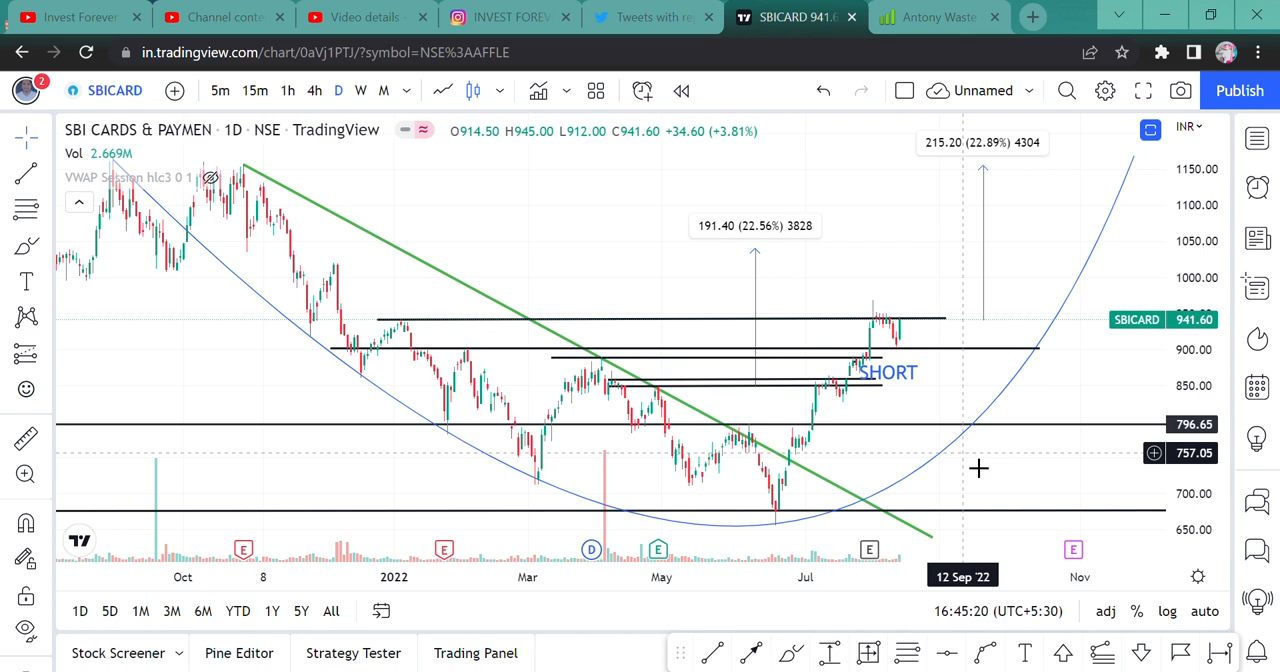 Invest Forever
Channel conte
Video details -
INVEST FOREV
Tweets with re
SBICARD 941.6
Antony Waste
in.tradingview.com/chart/0aVj1PTJ/?symbol=NSE%3AAFFLE
2
SBICARD
5m 15m 1h 4h D W M
Unnamed
Publish
SBI CARDS & PAYMEN · 1D · NSE · TradingView
O914.50 H945.00 L912.00 C941.60 +34.60 (+3.81%)
Vol 2.669M
VWAP Session hlc3 0 1
INR
215.20 (22.89%) 4304
191.40 (22.56%) 3828
SHORT
1150.00
1100.00
1050.00
1000.00
SBICARD 941.60
900.00
850.00
796.65
757.05
700.00
650.00
E
E
D
E
E
E
Oct 8 2022 Mar May Jul 12 Sep '22 Nov
1D 5D 1M 3M 6M YTD 1Y 5Y All
16:45:20 (UTC+5:30) adj % log auto
Stock Screener Pine Editor Strategy Tester Trading Panel